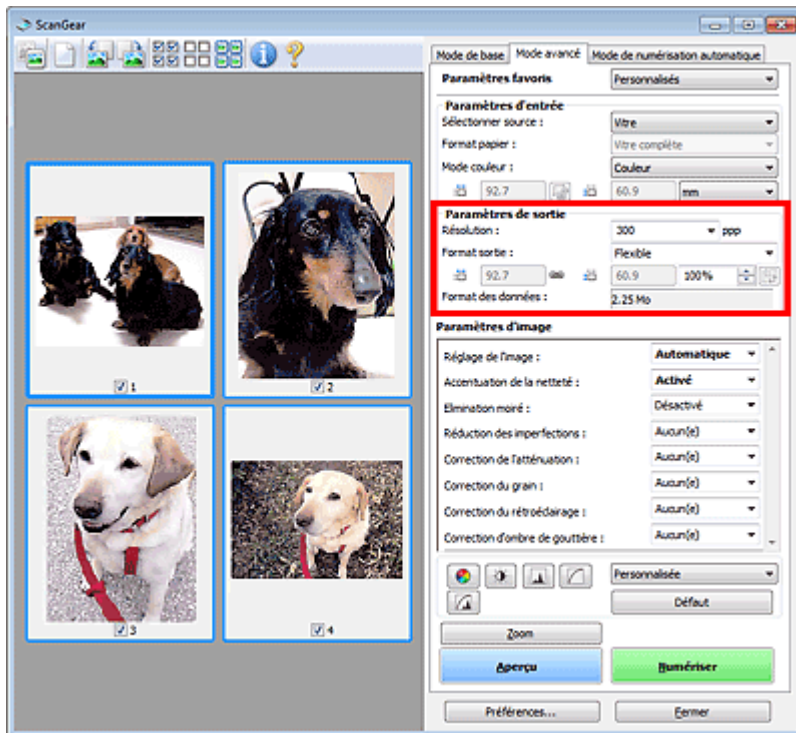 ScanGear
Mode de base Mode avancé Mode de numérisation automatique
Paramètres favoris Personnalisés
Paramètres d'entrée
Sélectionner source : Vitre
Format papier : Vitre complète
Mode couleur : Couleur
92.7 60.9 mm
Paramètres de sortie
Résolution : 300 ppp
Format sortie : Flexible
92.7 60.9 100%
Format des données : 2.25 Mo
Paramètres d'image
Réglage de l'image : Automatique
Accentuation de la netteté : Activé
Elimination moiré : Désactivé
Réduction des imperfections : Aucun(e)
Correction de l'atténuation : Aucun(e)
Correction du grain : Aucun(e)
Correction du rétroéclairage : Aucun(e)
Correction d'ombre de gouttière : Aucun(e)
Personnalisée
Défaut
Zoom
Aperçu Numériser
Préférences... Fermer
1 2
3 4